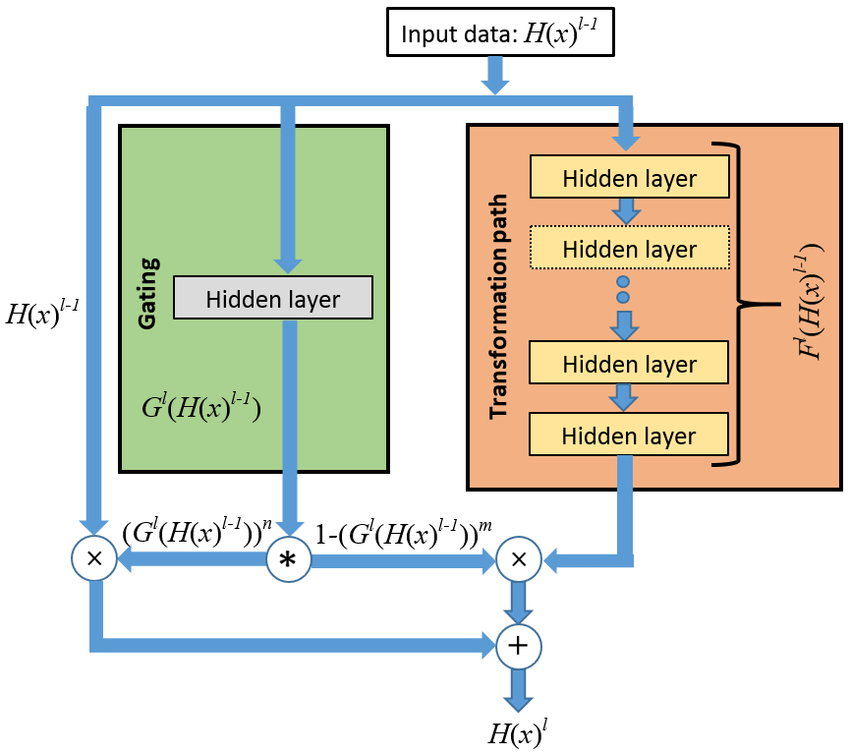 Input data: H(x)^{l-1}
Hidden layer
Hidden layer
Hidden layer
Hidden layer
Transformation path
F^{l}(H(x)^{l-1})
Gating
Hidden layer
G^{l}(H(x)^{l-1})
H(x)^{l-1}
(G^{l}(H(x)^{l-1}))^{n}
1-(G^{l}(H(x)^{l-1}))^{m}
×
*
×
+
H(x)^{l}